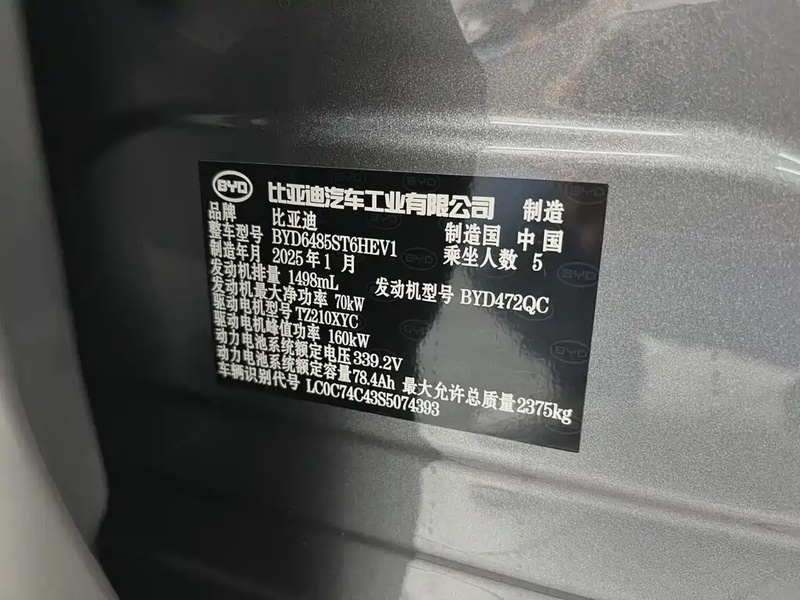 BYD 比亚迪汽车工业有限公司 制造
品牌 比亚迪 制造国 中国
整车型号 BYD6485ST6HEV1 乘坐人数 5
制造年月 2025年1月
发动机排量 1498mL 发动机型号 BYD472QC
发动机最大净功率 70kW
驱动电机型号 TZ210XYC
驱动电机峰值功率 160kW
动力电池系统额定电压 339.2V
动力电池系统额定容量 78.4Ah 最大允许总质量 2375kg
车辆识别代号 LC0C74C43S5074393